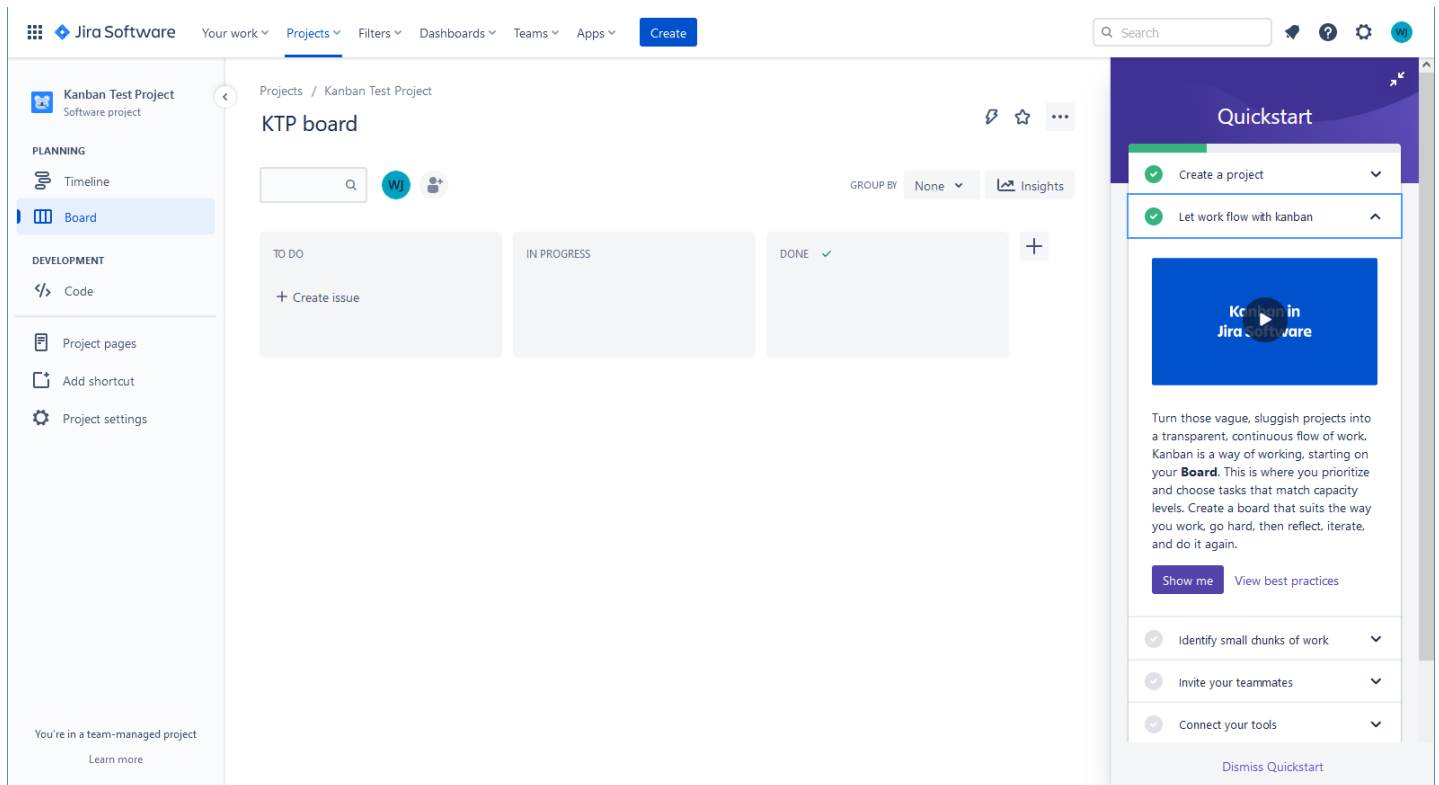 Jira Software
Your work
Projects
Filters
Dashboards
Teams
Apps
Create
Search
WJ
Kanban Test Project
Software project
PLANNING
Timeline
Board
DEVELOPMENT
Code
Project pages
Add shortcut
Project settings
You're in a team-managed project
Learn more
Projects / Kanban Test Project
KTP board
WJ
GROUP BY
None
Insights
TO DO
+ Create issue
IN PROGRESS
DONE
Quickstart
Create a project
Let work flow with kanban
Kanban in
Jira Software
Turn those vague, sluggish projects into
a transparent, continuous flow of work.
Kanban is a way of working, starting on
your Board. This is where you prioritize
and choose tasks that match capacity
levels. Create a board that suits the way
you work, go hard, then reflect, iterate,
and do it again.
Show me
View best practices
Identify small chunks of work
Invite your teammates
Connect your tools
Dismiss Quickstart